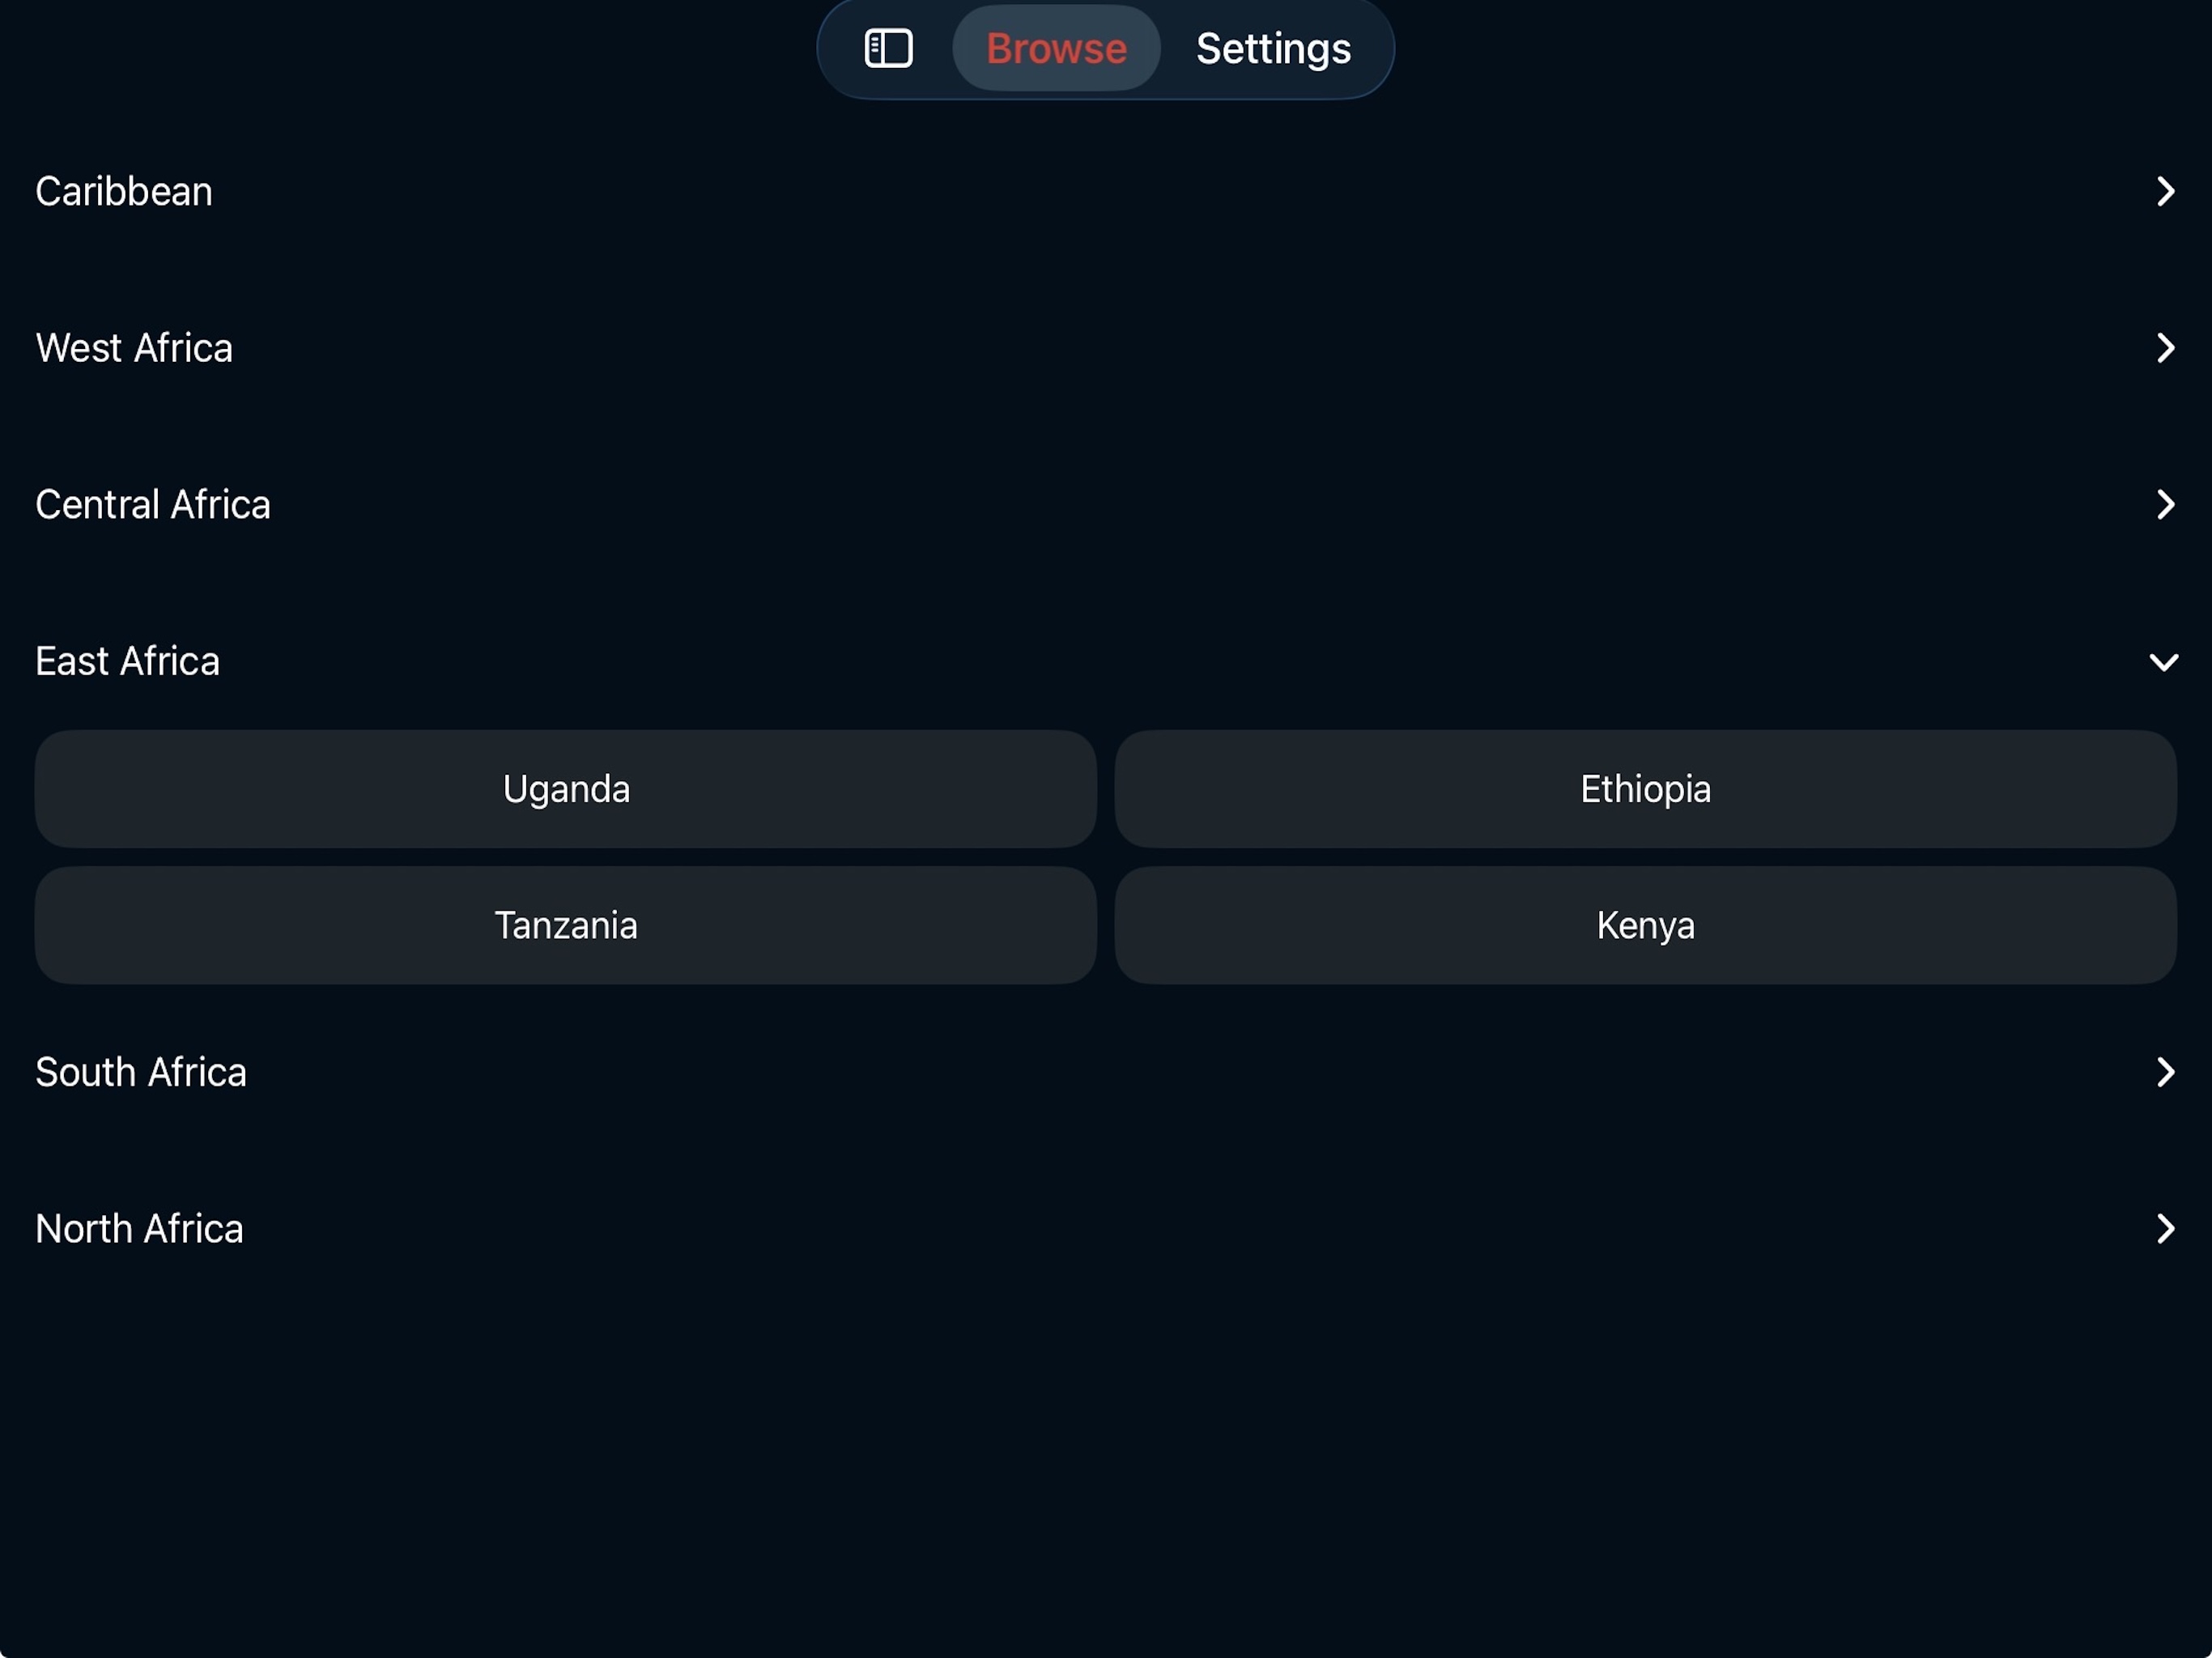 Browse Settings
Caribbean
West Africa
Central Africa
East Africa
Uganda Ethiopia
Tanzania Kenya
South Africa
North Africa